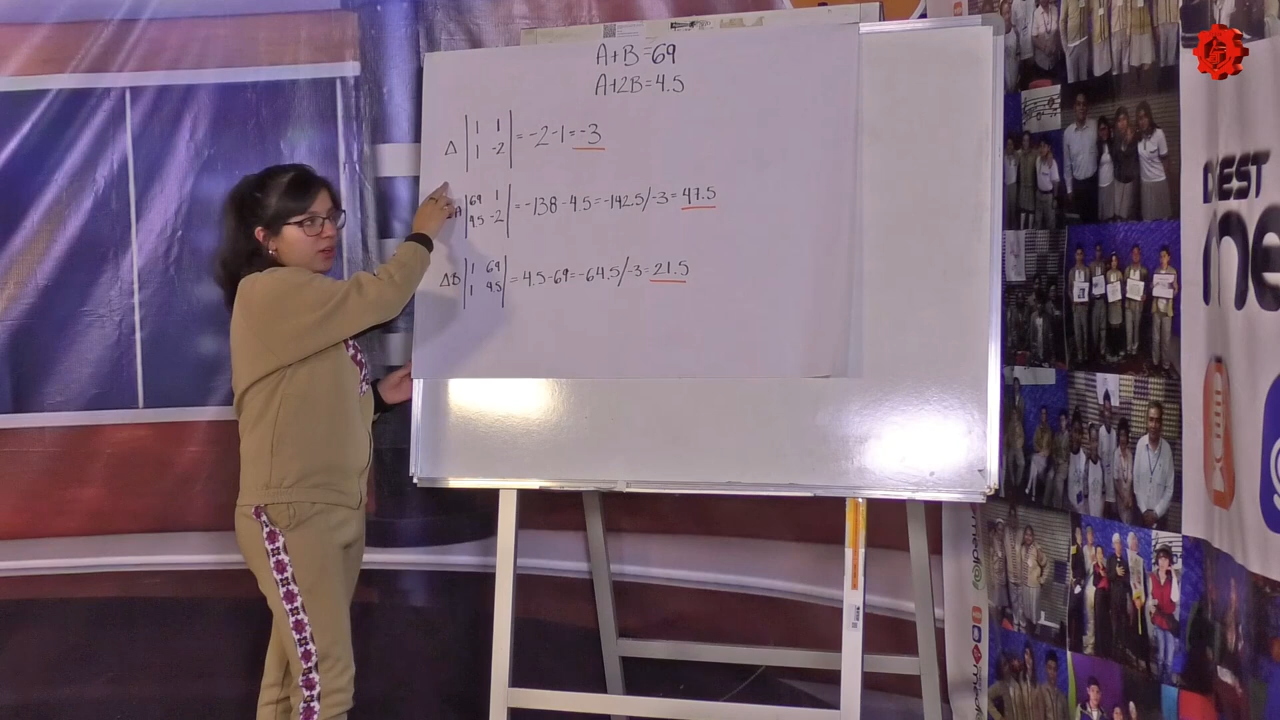 A+B=69
A+2B=4.5
Δ | 1 1 | = -2-1 = -3
| 1 -2 |
A | 69 1 | = -138-4.5=-142.5/-3=47.5
| 4.5 -2 |
ΔB | 1 69 | = 4.5-69=-64.5/-3=21.5
| 1 4.5 |
me